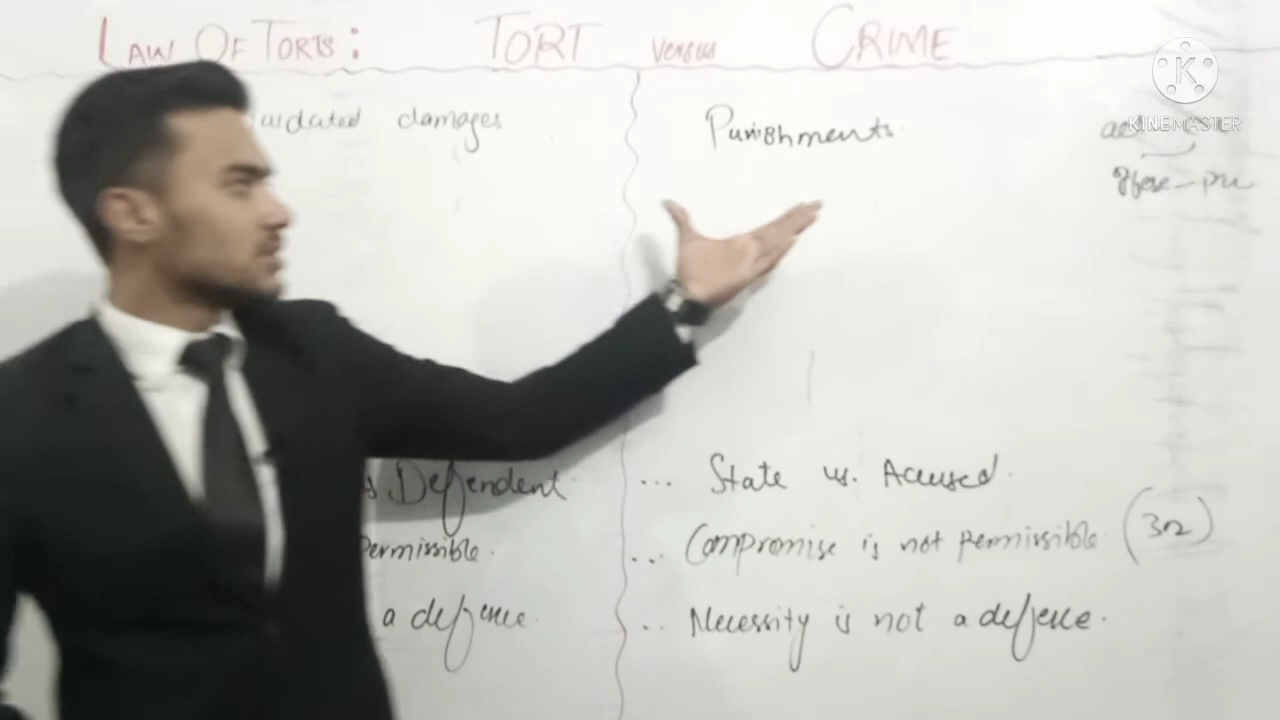 LAW OF TORTS: TORT VERSUS CRIME
damages Punishments.
K
KINEMASTER
s Defendent. ... State vs. Accused.
Permissible. ... Compromise is not permissible.
a defence. .. Necessity is not a defence.